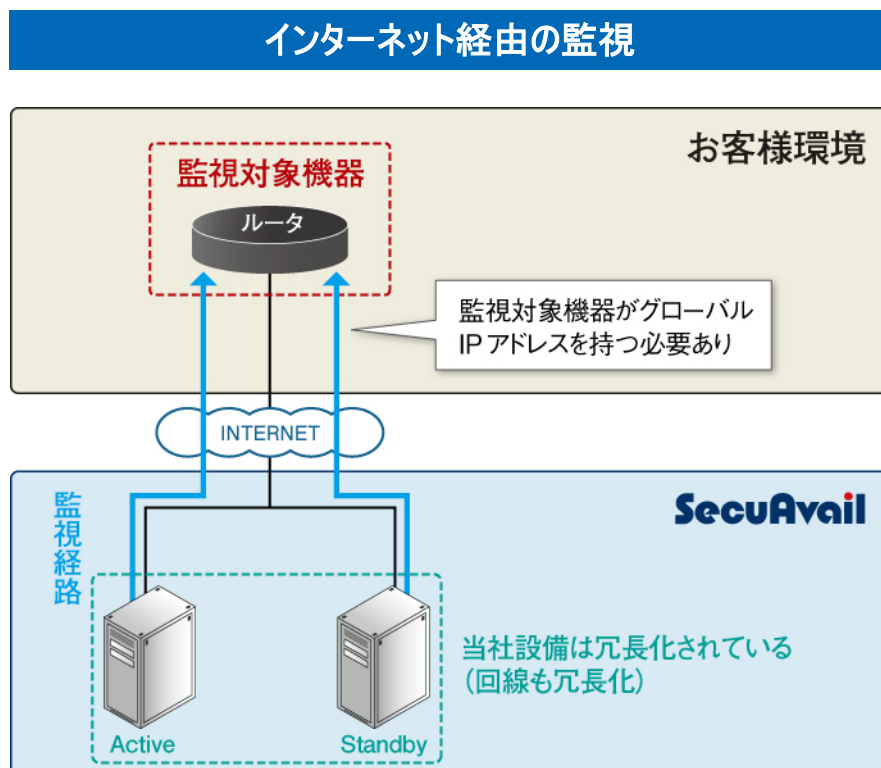 インターネット経由の監視
お客様環境
監視対象機器
ルータ
監視対象機器がグローバル
IPアドレスを持つ必要あり
INTERNET
監視経路
SecuAvail
当社設備は冗長化されている
（回線も冗長化）
Active
Standby